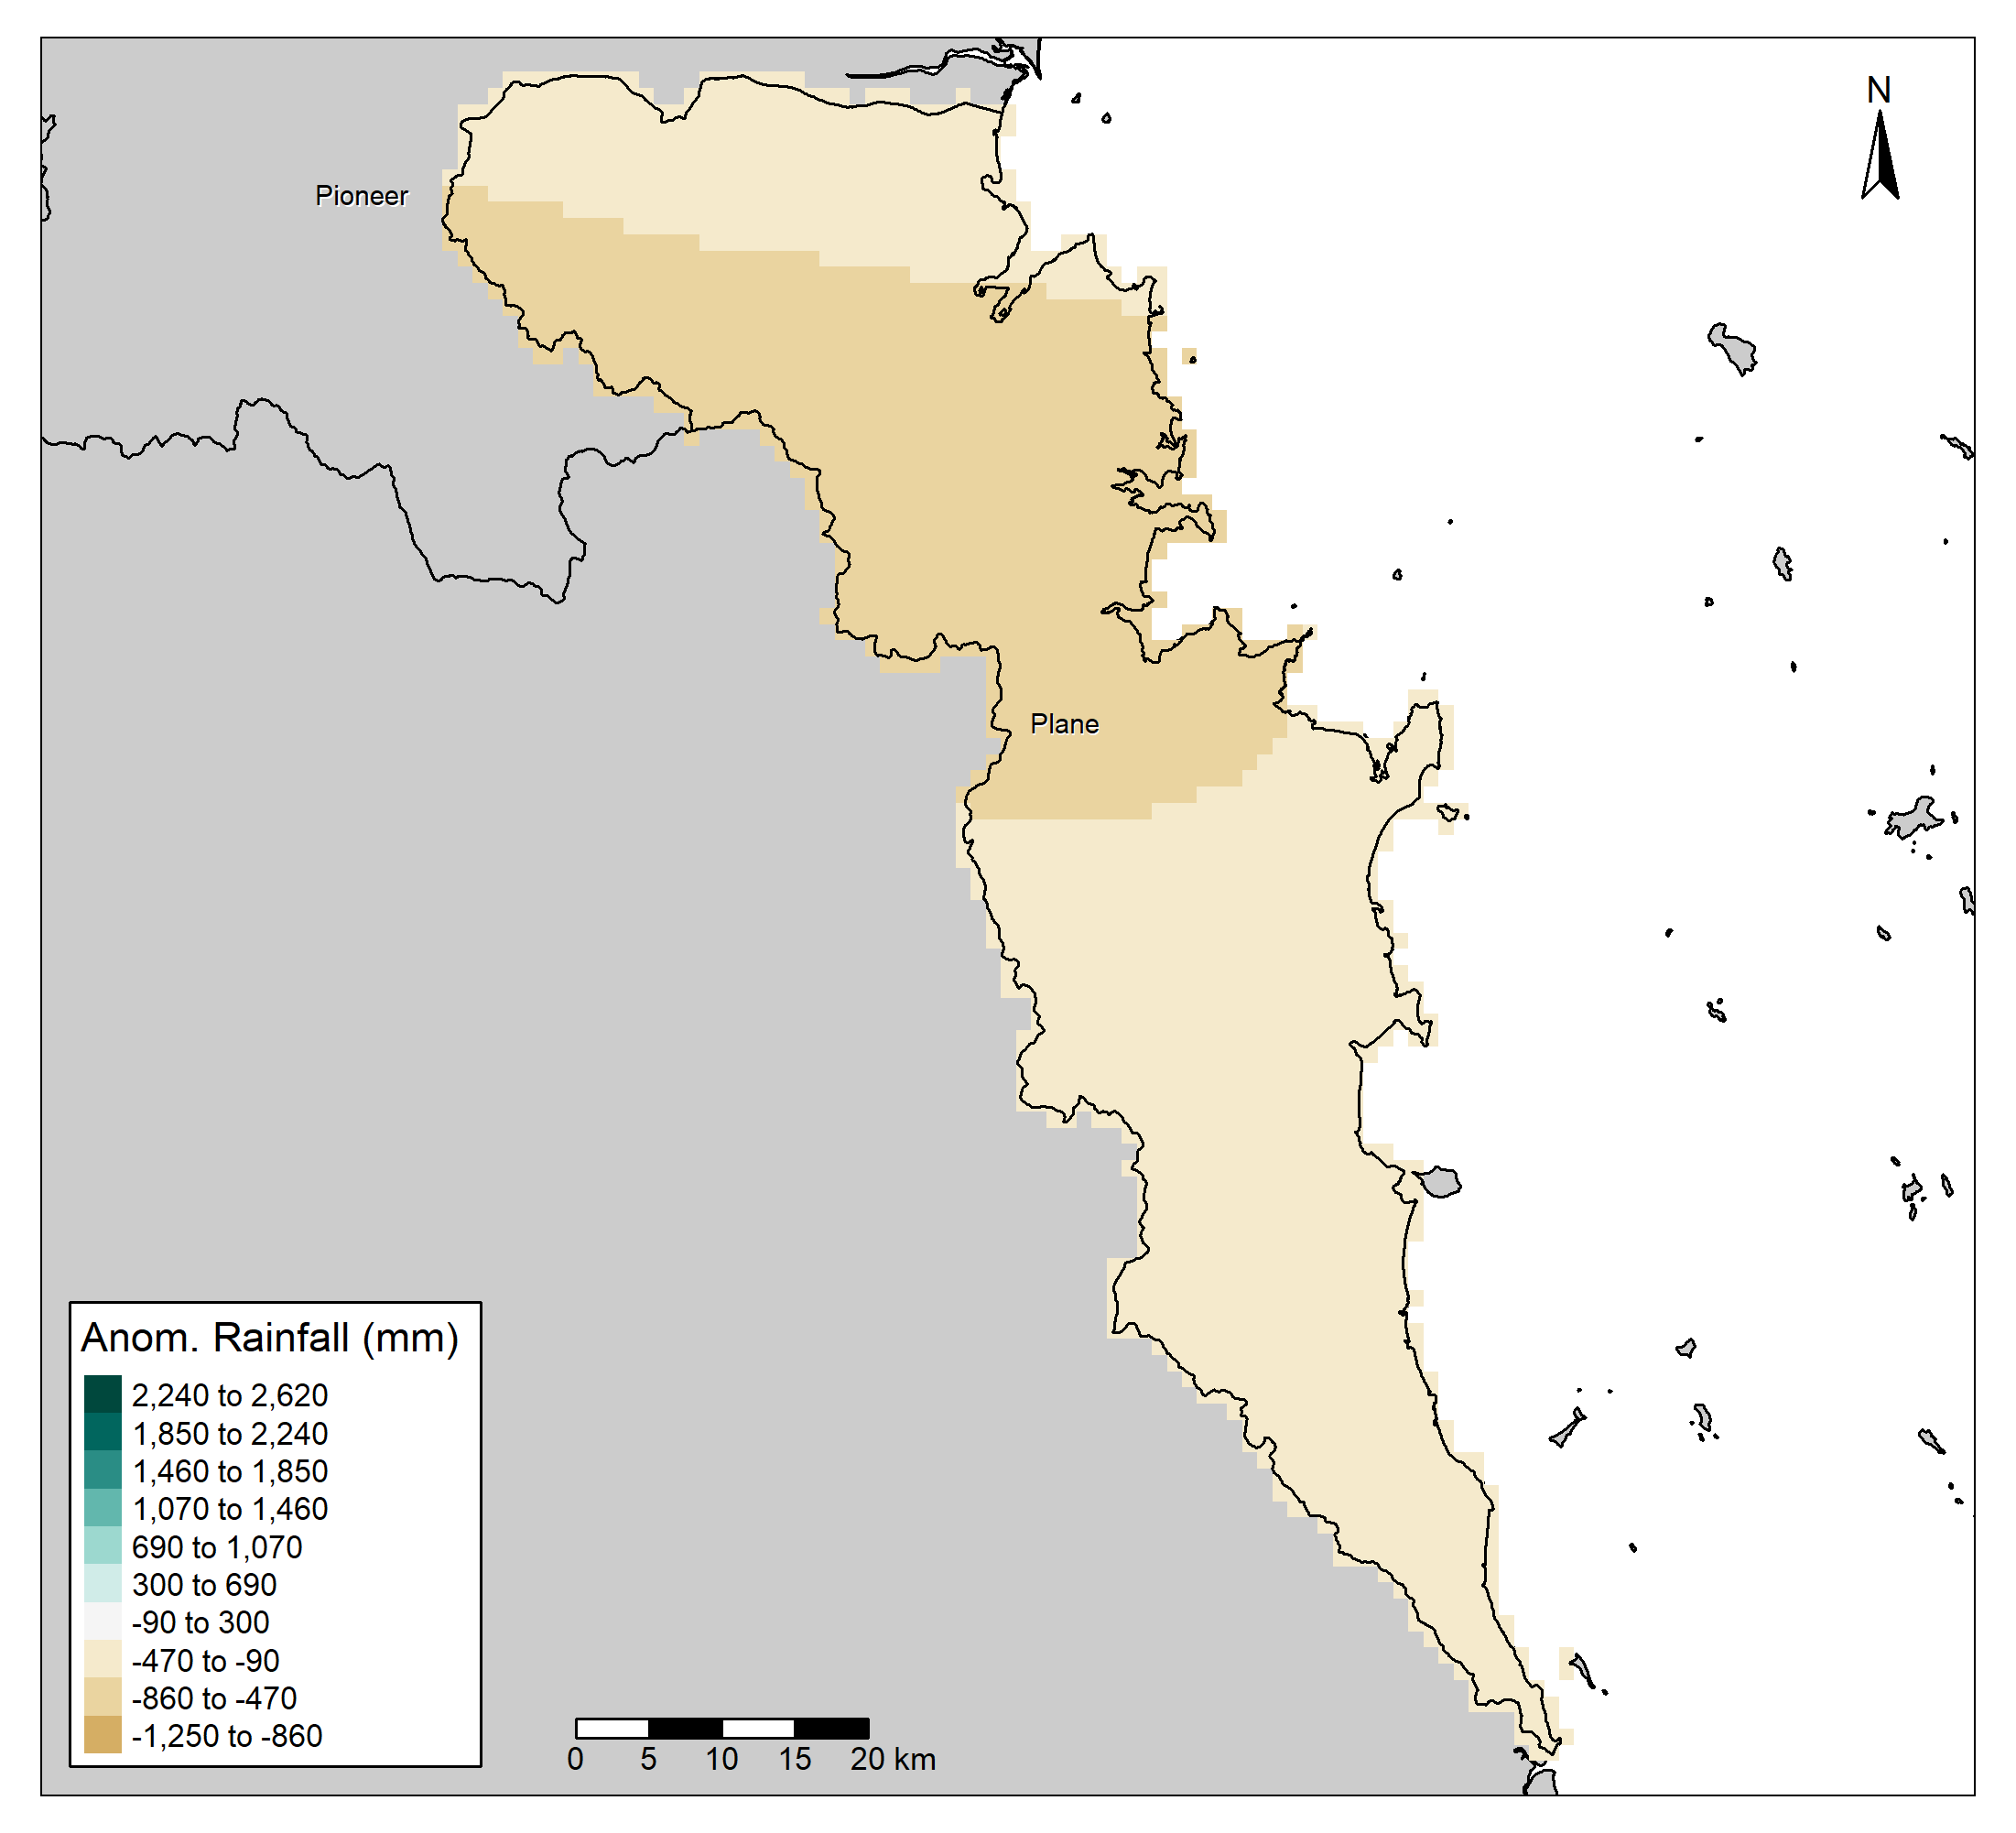 N
Pioneer
Plane
Anom. Rainfall (mm)
2,240 to 2,620
1,850 to 2,240
1,460 to 1,850
1,070 to 1,460
690 to 1,070
300 to 690
-90 to 300
-470 to -90
-860 to -470
-1,250 to -860
0 5 10 15 20 km